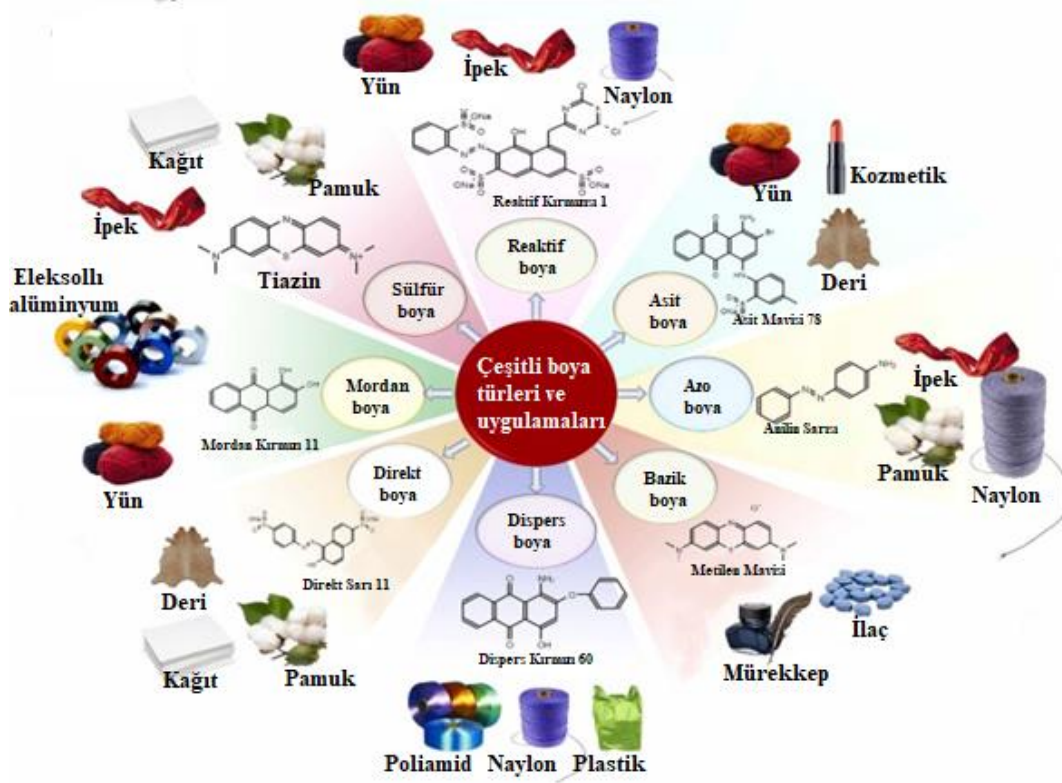 Yün
İpek
Naylon
Reaktif Kırmızı 1
Reaktif
boya
Kağıt
Pamuk
İpek
Tiazin
Sülfür
boya
Yün
Kozmetik
Deri
Asit Mavisi 78
Asit
boya
Eleksollı
alüminyum
Mordan
boya
Mordan Kırmızı 11
Yün
Çeşitli boya
türleri ve
uygulamaları
Azo
boya
Anilin Sarısı
İpek
Pamuk
Naylon
Direkt
boya
Direkt Sarı 11
Deri
Kağıt
Pamuk
Dispers
boya
Dispers Kırmızı 60
Poliamid
Naylon
Plastik
Bazik
boya
Metilen Mavisi
Mürekkep
İlaç